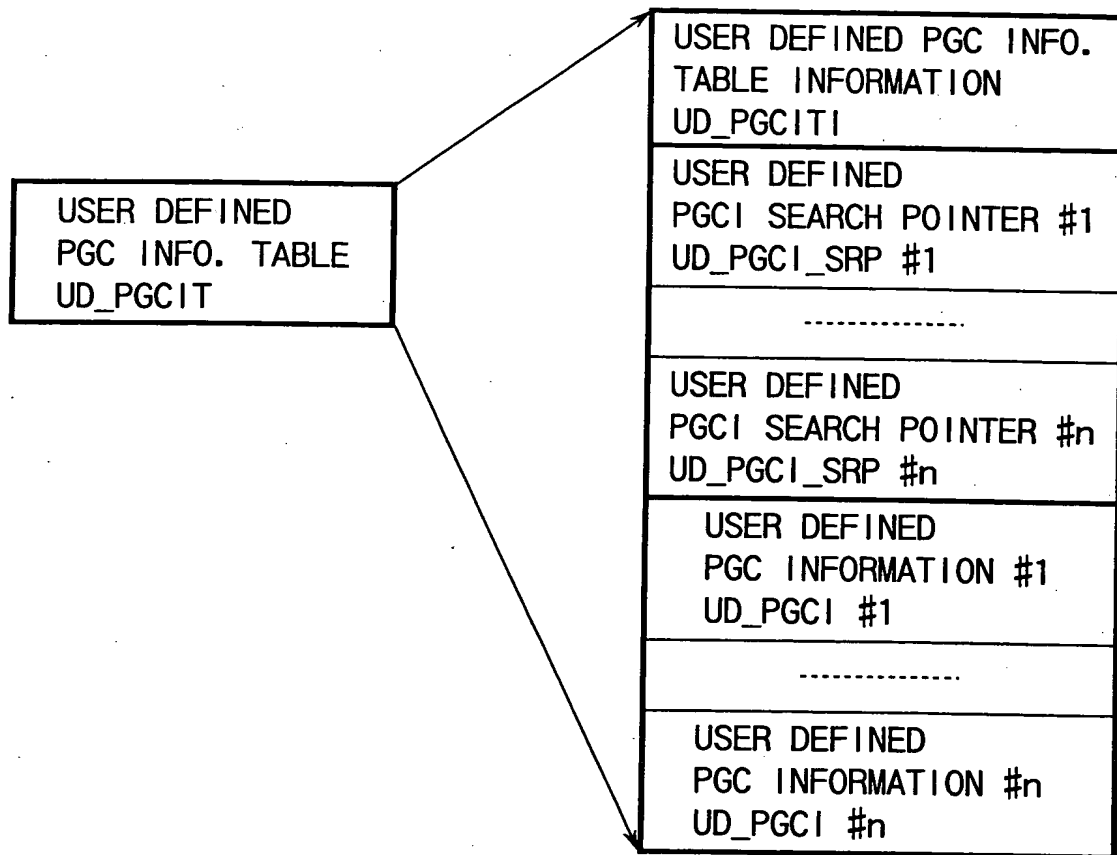 USER DEFINED
PGC INFO. TABLE
UD_PGCIT
USER DEFINED PGC INFO.
TABLE INFORMATION
UD_PGCITI
USER DEFINED
PGCI SEARCH POINTER #1
UD_PGCI_SRP #1
USER DEFINED
PGCI SEARCH POINTER #n
UD_PGCI_SRP #n
USER DEFINED
PGC INFORMATION #1
UD_PGCI #1
USER DEFINED
PGC INFORMATION #n
UD_PGCI #n